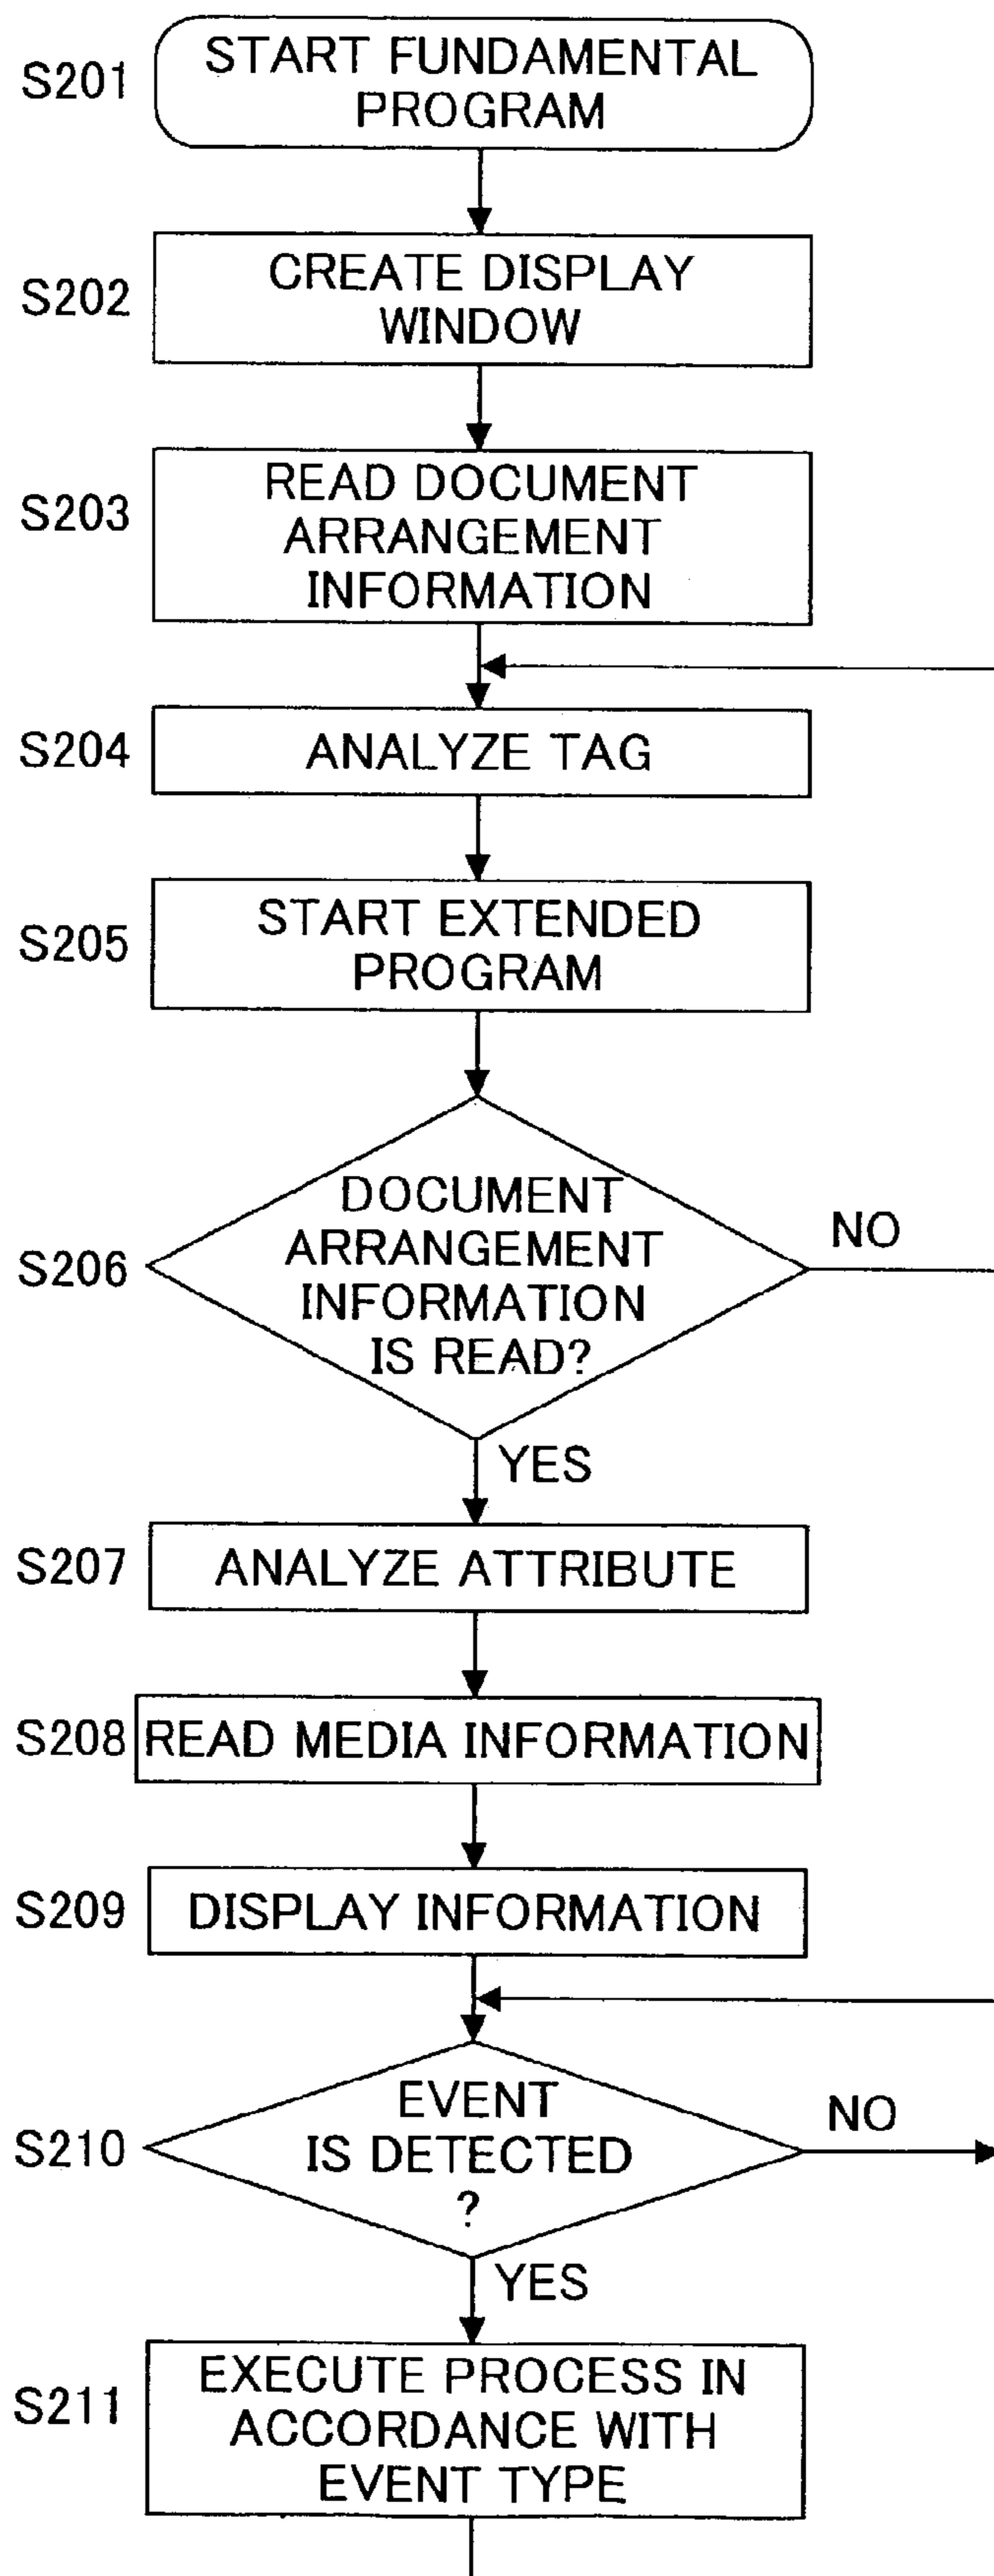 S201
START FUNDAMENTAL
PROGRAM
S202
CREATE DISPLAY
WINDOW
S203
READ DOCUMENT
ARRANGEMENT
INFORMATION
S204
ANALYZE TAG
S205
START EXTENDED
PROGRAM
S206
DOCUMENT
ARRANGEMENT
INFORMATION
IS READ?
NO
YES
S207
ANALYZE ATTRIBUTE
S208
READ MEDIA INFORMATION
S209
DISPLAY INFORMATION
S210
EVENT
IS DETECTED
?
NO
YES
S211
EXECUTE PROCESS IN
ACCORDANCE WITH
EVENT TYPE